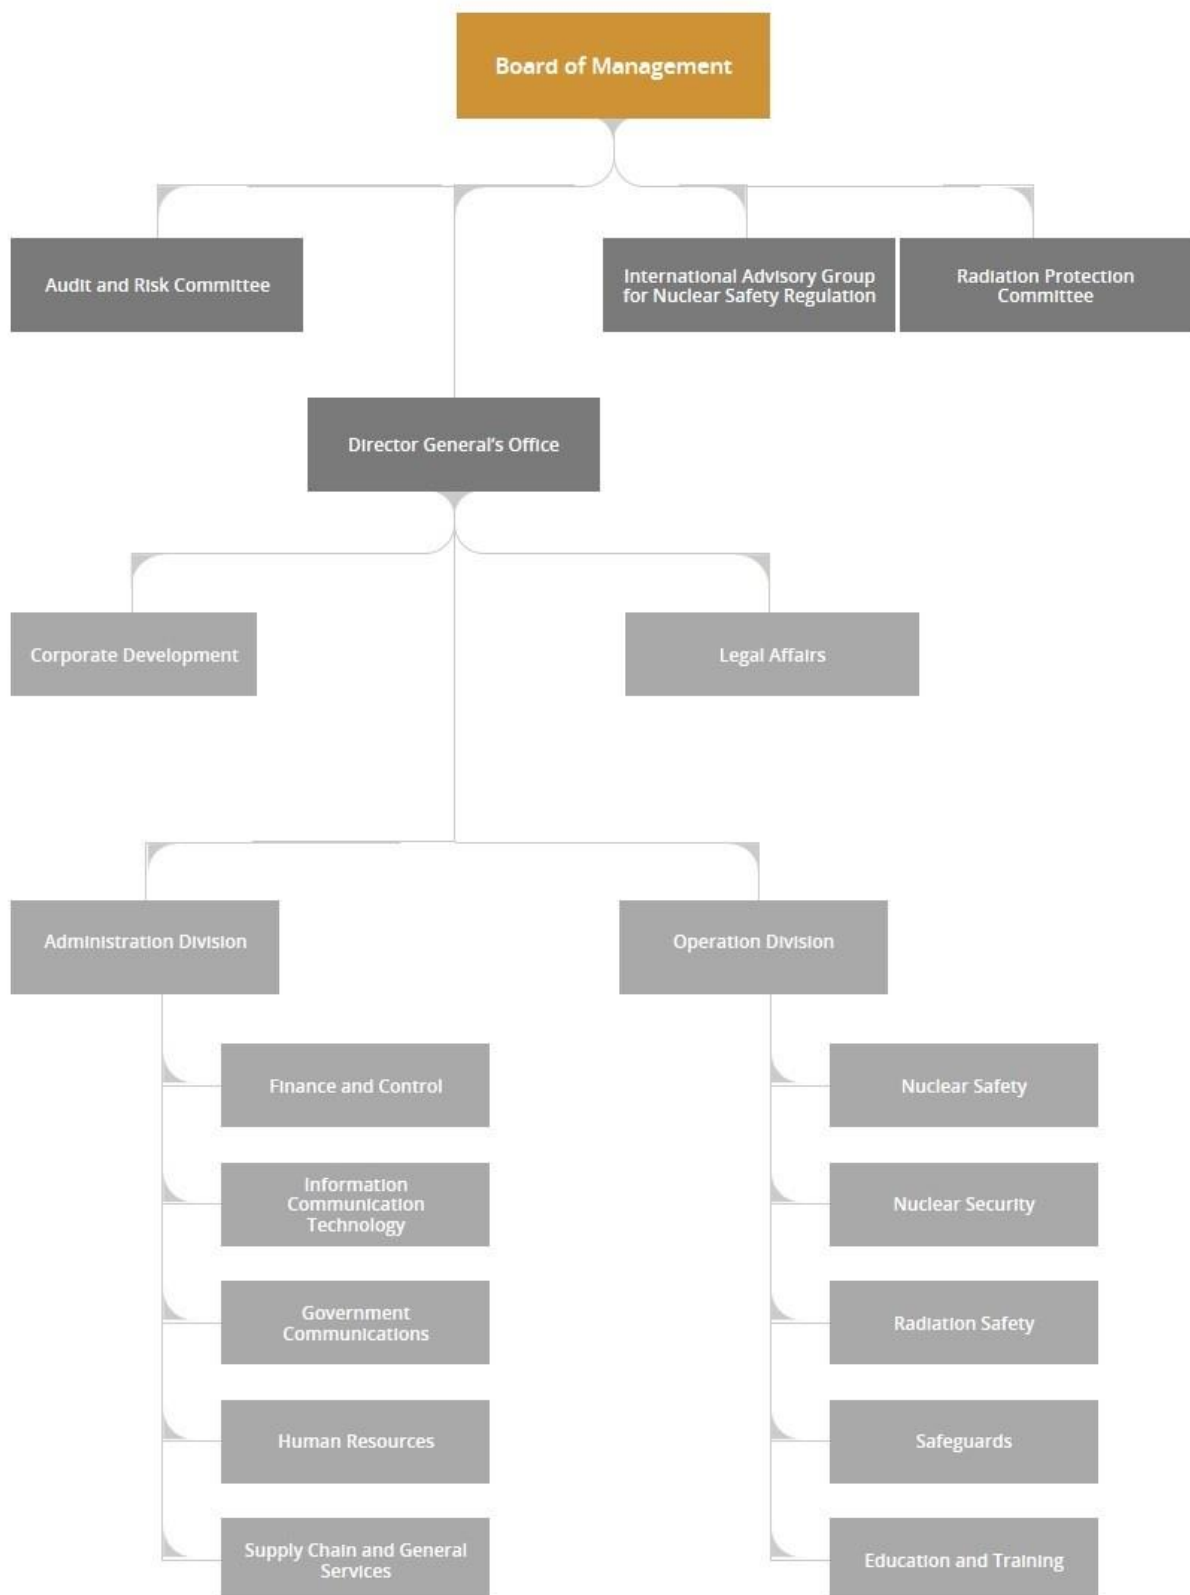 Board of Management
Audit and Risk Committee
International Advisory Group
for Nuclear Safety Regulation
Radiation Protection
Committee
Director General's Office
Corporate Development
Legal Affairs
Administration Division
Operation Division
Finance and Control
Nuclear Safety
Information
Communication
Technology
Nuclear Security
Government
Communications
Radiation Safety
Human Resources
Safeguards
Supply Chain and General
Services
Education and Training